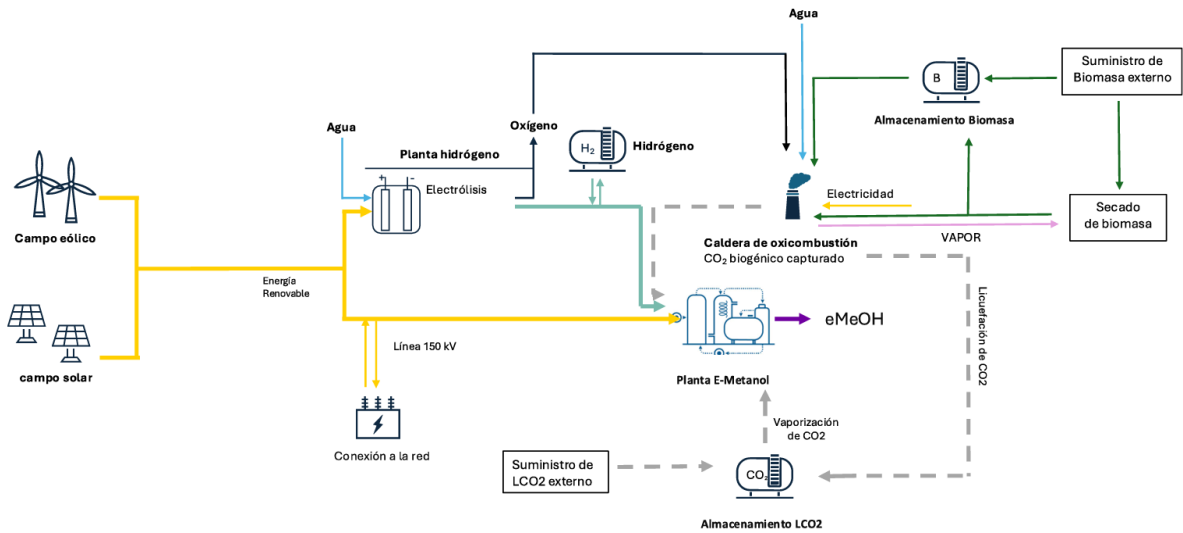 Agua
Suministro de
Biomasa externo
B
Almacenamiento Biomasa
Agua
Oxígeno
H2
Hidrógeno
Planta hidrógeno
+
-
Electrólisis
Electricidad
Secado
de biomasa
VAPOR
Campo eólico
Caldera de oxicombustión
CO2 biogénico capturado
Energía
Renovable
Licuefación de CO2
eMeOH
Línea 150 kV
campo solar
Planta E-Metanol
Vaporización
de CO2
Conexión a la red
Suministro de
LCO2 externo
CO2
Almacenamiento LCO2